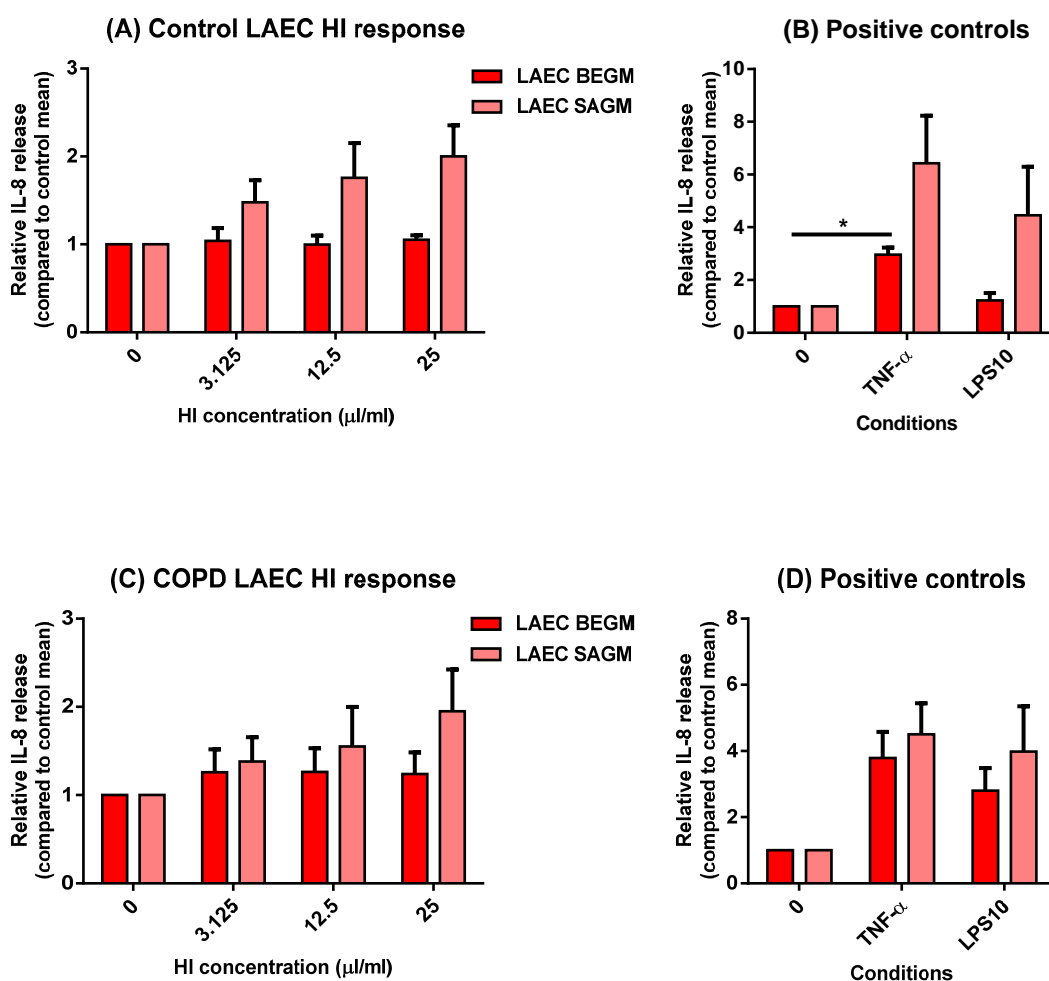 (A) Control LAEC HI response
Relative IL-8 release
(compared to control mean)
3
2
1
0
0
3.125
12.5
25
HI concentration (μl/ml)
LAEC BEGM
LAEC SAGM
(B) Positive controls
Relative IL-8 release
(compared to control mean)
10
8
6
4
2
0
*
0
TNF-α
LPS10
Conditions
(C) COPD LAEC HI response
Relative IL-8 release
(compared to control mean)
3
2
1
0
0
3.125
12.5
25
HI concentration (μl/ml)
LAEC BEGM
LAEC SAGM
(D) Positive controls
Relative IL-8 release
(compared to control mean)
8
6
4
2
0
0
TNF-α
LPS10
Conditions